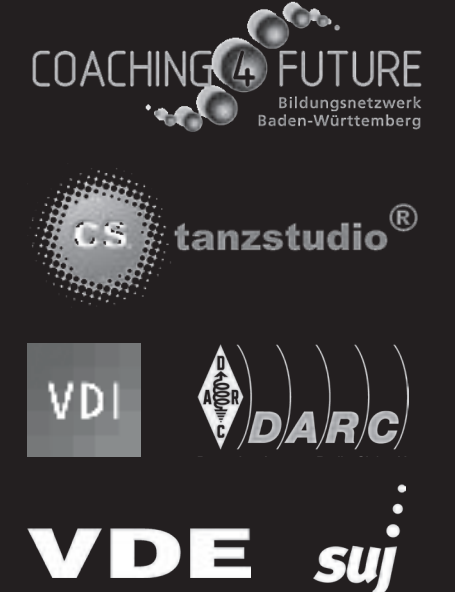 COACHING 4 FUTURE
Bildungsnetzwerk
Baden-Württemberg
CS tanzstudio®
VDI
D
A R
C
DARC
VDE suj